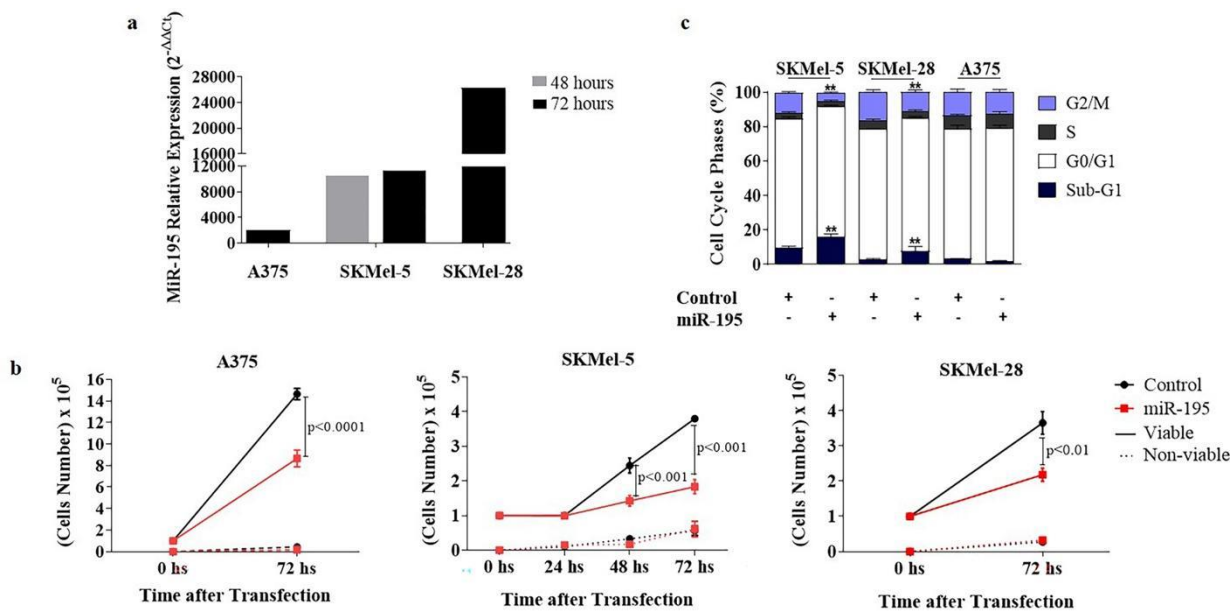 a
MiR-195 Relative Expression (2^-ΔΔCt)
28000
24000
20000
16000
12000
8000
4000
0
A375
SKMel-5
SKMel-28
48 hours
72 hours
c
SKMel-5 SKMel-28 A375
Cell Cycle Phases (%)
100
80
60
40
20
0
** **
** **
G2/M
S
G0/G1
Sub-G1
Control + - + - + -
miR-195 - + - + - +
b
A375
(Cells Number) x 10^5
16
14
12
10
8
6
4
2
0
p<0.0001
0 hs 72 hs
Time after Transfection
SKMel-5
(Cells Number) x 10^5
5
4
3
2
1
0
p<0.001
p<0.001
0 hs 24 hs 48 hs 72 hs
Time after Transfection
SKMel-28
(Cells Number) x 10^5
5
4
3
2
1
0
p<0.01
0 hs 72 hs
Time after Transfection
Control
miR-195
Viable
Non-viable